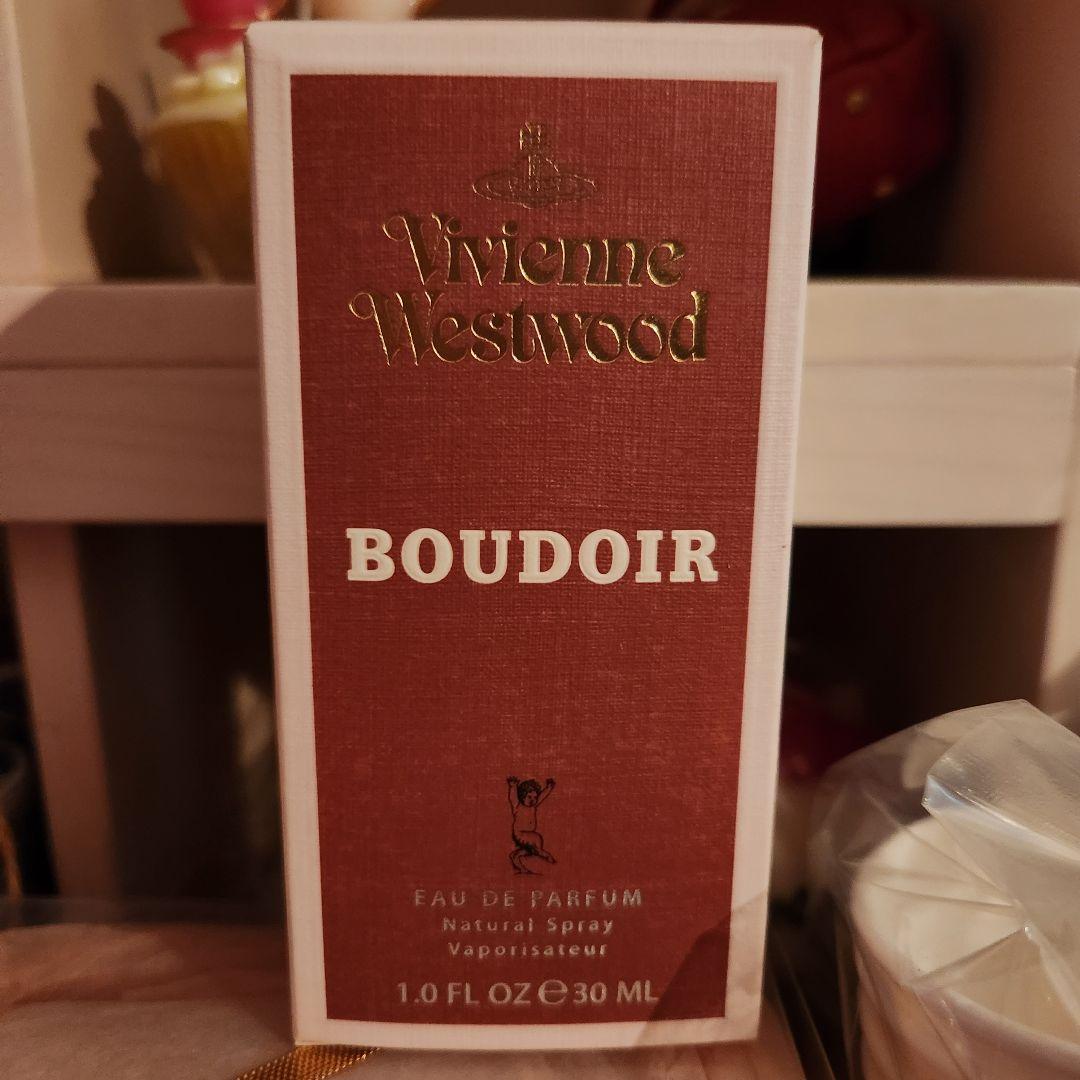 Vivienne
Westwood
BOUDOIR
EAU DE PARFUM
Natural Spray
Vaporisateur
1.0 FL OZ ℮ 30 ML